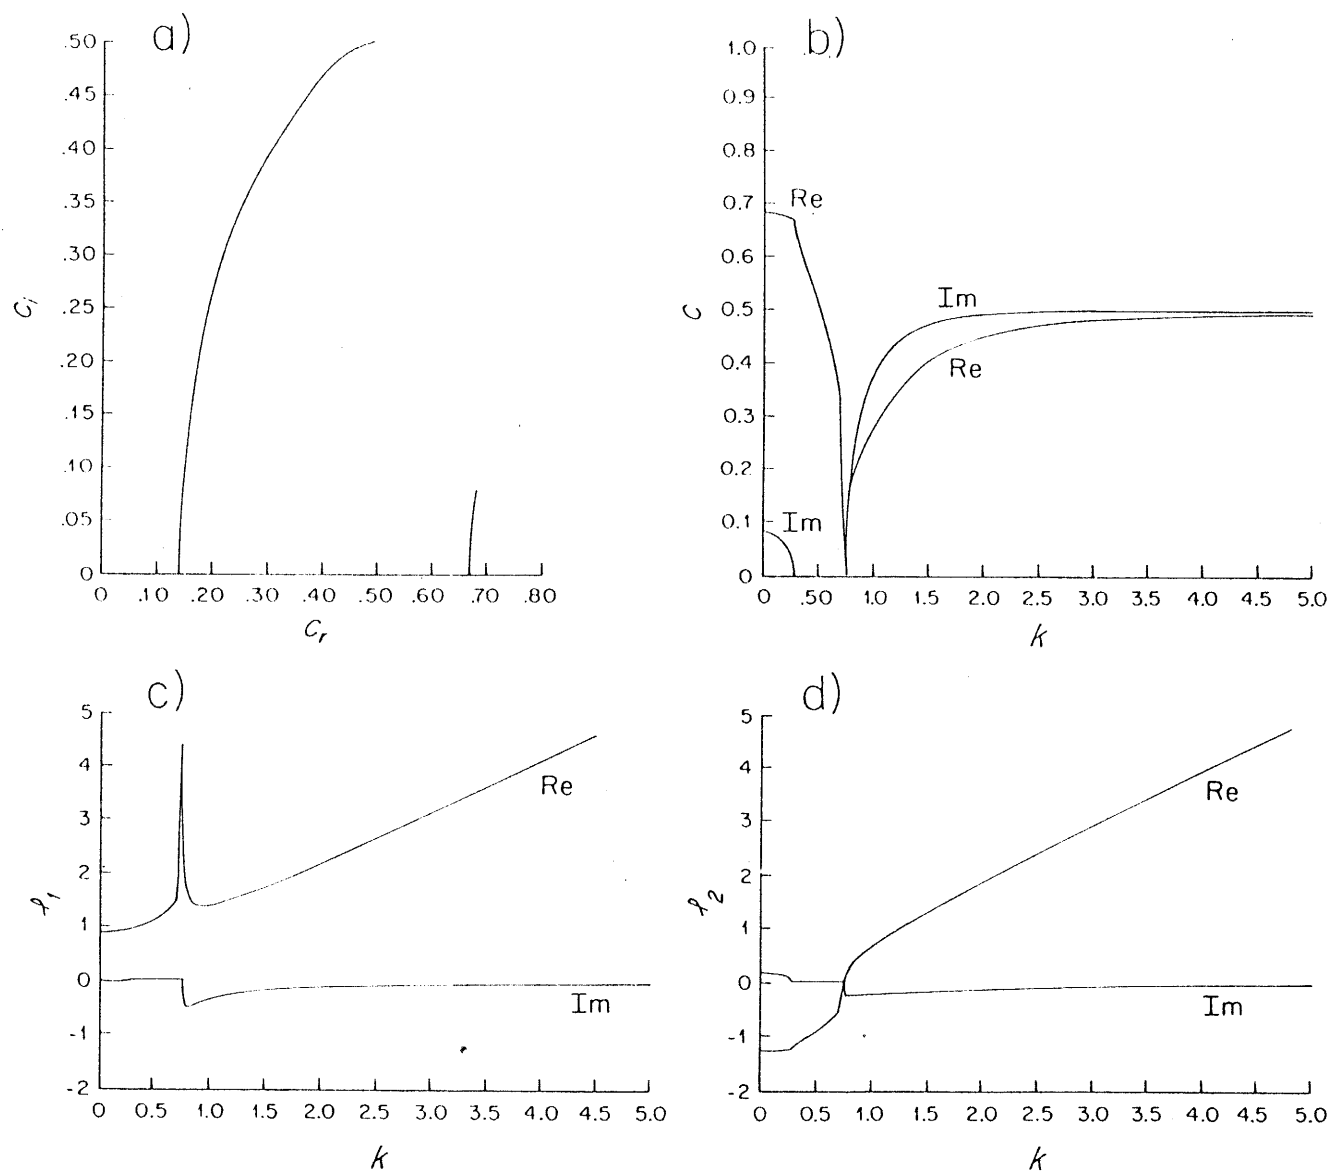 a)
.50
.45
.40
.35
.30
.25
.20
.15
.10
.05
0
0 .10 .20 .30 .40 .50 .60 .70 .80
c_i
c_r
b)
1.0
0.9
0.8
0.7
0.6
0.5
0.4
0.3
0.2
0.1
0
0 .50 1.0 1.5 2.0 2.5 3.0 3.5 4.0 4.5 5.0
c
k
Re
Im
Im
Re
c)
5
4
3
2
1
0
-1
-2
0 0.5 1.0 1.5 2.0 2.5 3.0 3.5 4.0 4.5 5.0
ℓ_1
k
Re
Im
d)
5
4
3
2
1
0
-1
-2
0 0.5 1.0 1.5 2.0 2.5 3.0 3.5 4.0 4.5 5.0
ℓ_2
k
Re
Im